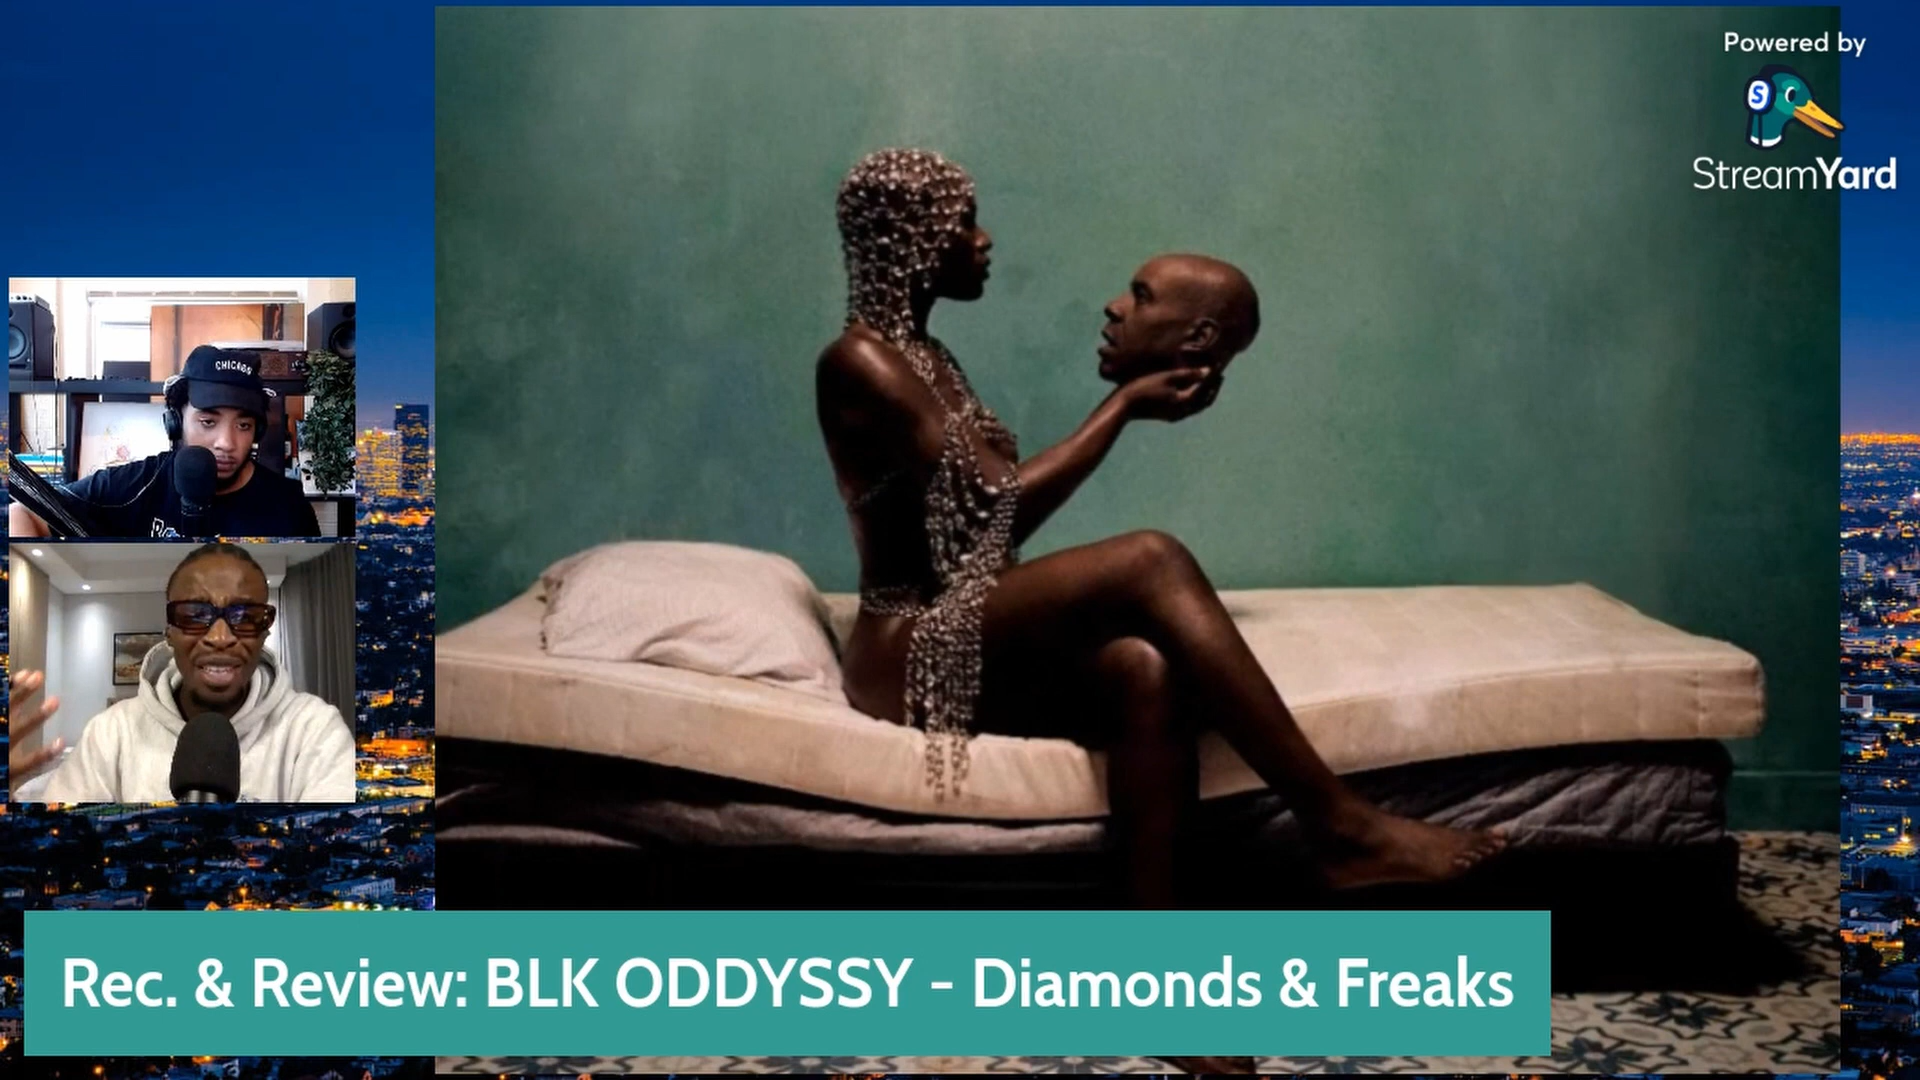 Powered by
S
StreamYard
CHICAGO
Rec. & Review: BLK ODDYSSY - Diamonds & Freaks